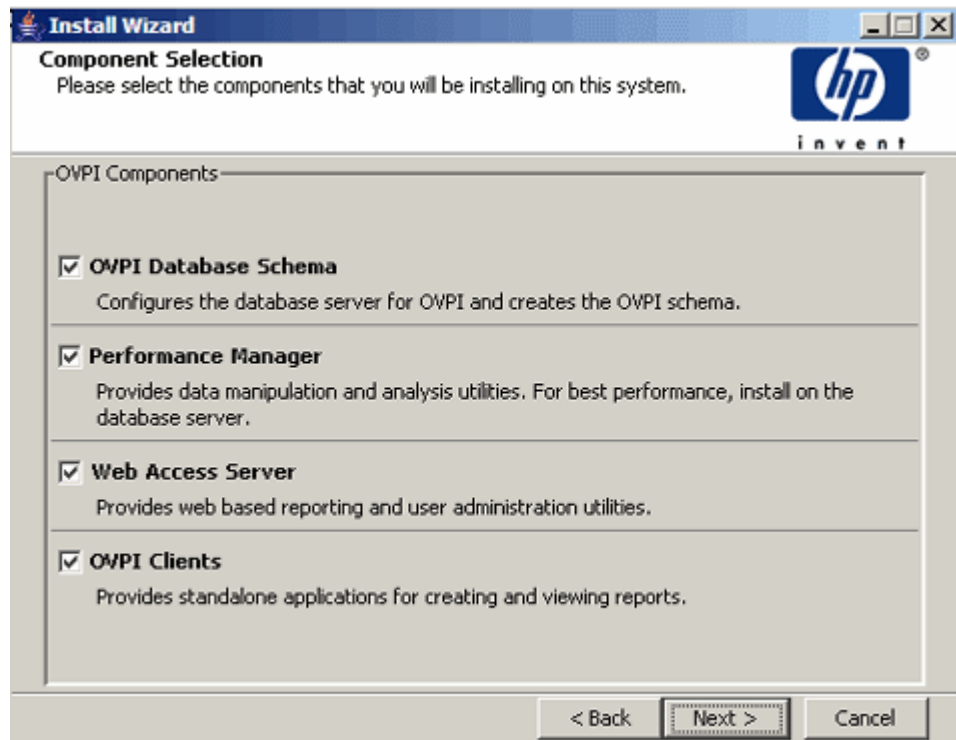 Install Wizard
Component Selection
Please select the components that you will be installing on this system.
hp
®
invent
OVPI Components
OVPI Database Schema
Configures the database server for OVPI and creates the OVPI schema.
Performance Manager
Provides data manipulation and analysis utilities. For best performance, install on the
database server.
Web Access Server
Provides web based reporting and user administration utilities.
OVPI Clients
Provides standalone applications for creating and viewing reports.
< Back
Next >
Cancel